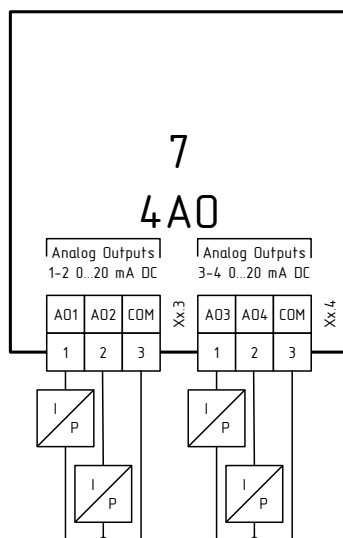 7
4AO
Analog Outputs
1-2 0...20 mA DC
Analog Outputs
3-4 0...20 mA DC
AO1 AO2 COM
Xx.3
AO3 AO4 COM
Xx.4
1 2 3
1 2 3
I
P
I
P
I
P
I
P